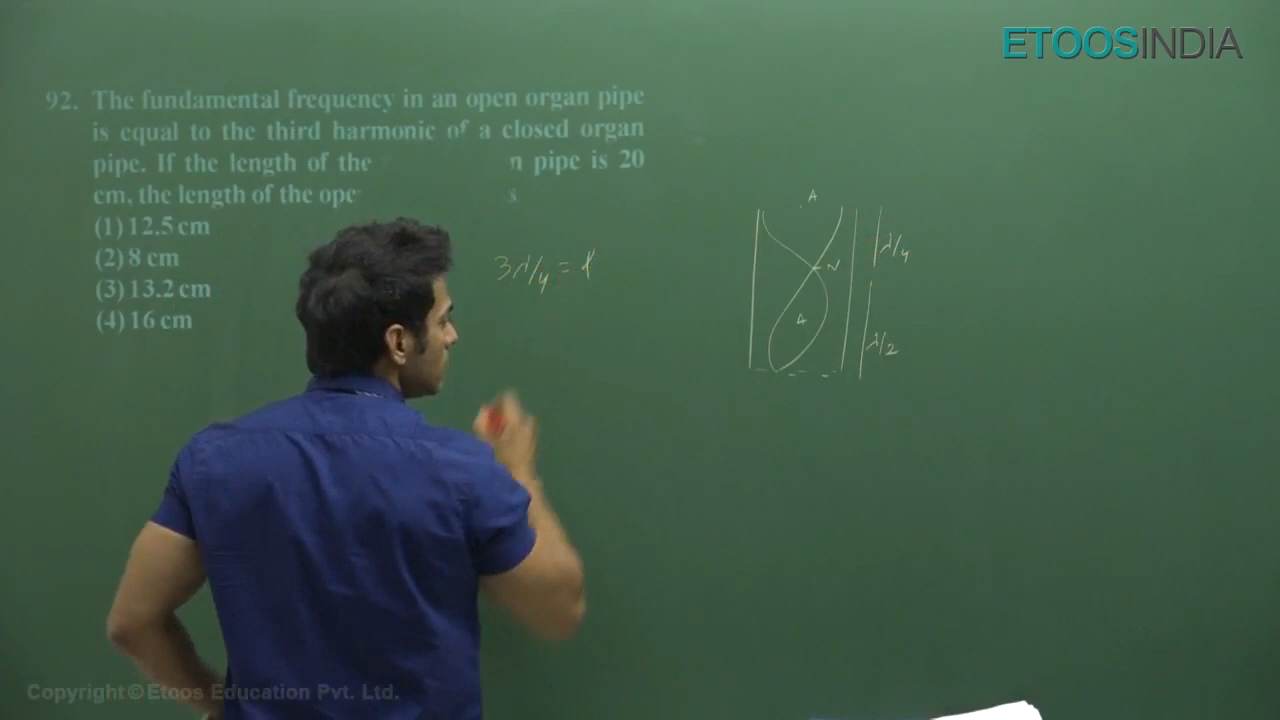 ETOOSINDIA
92. The fundamental frequency in an open organ pipe
is equal to the third harmonic of a closed organ
pipe. If the length of the n pipe is 20
cm, the length of the ope s
(1) 12.5 cm
(2) 8 cm
(3) 13.2 cm
(4) 16 cm
3λ/4 = l
A
N
λ/4
A
λ/2
Copyright © Etoos Education Pvt. Ltd.